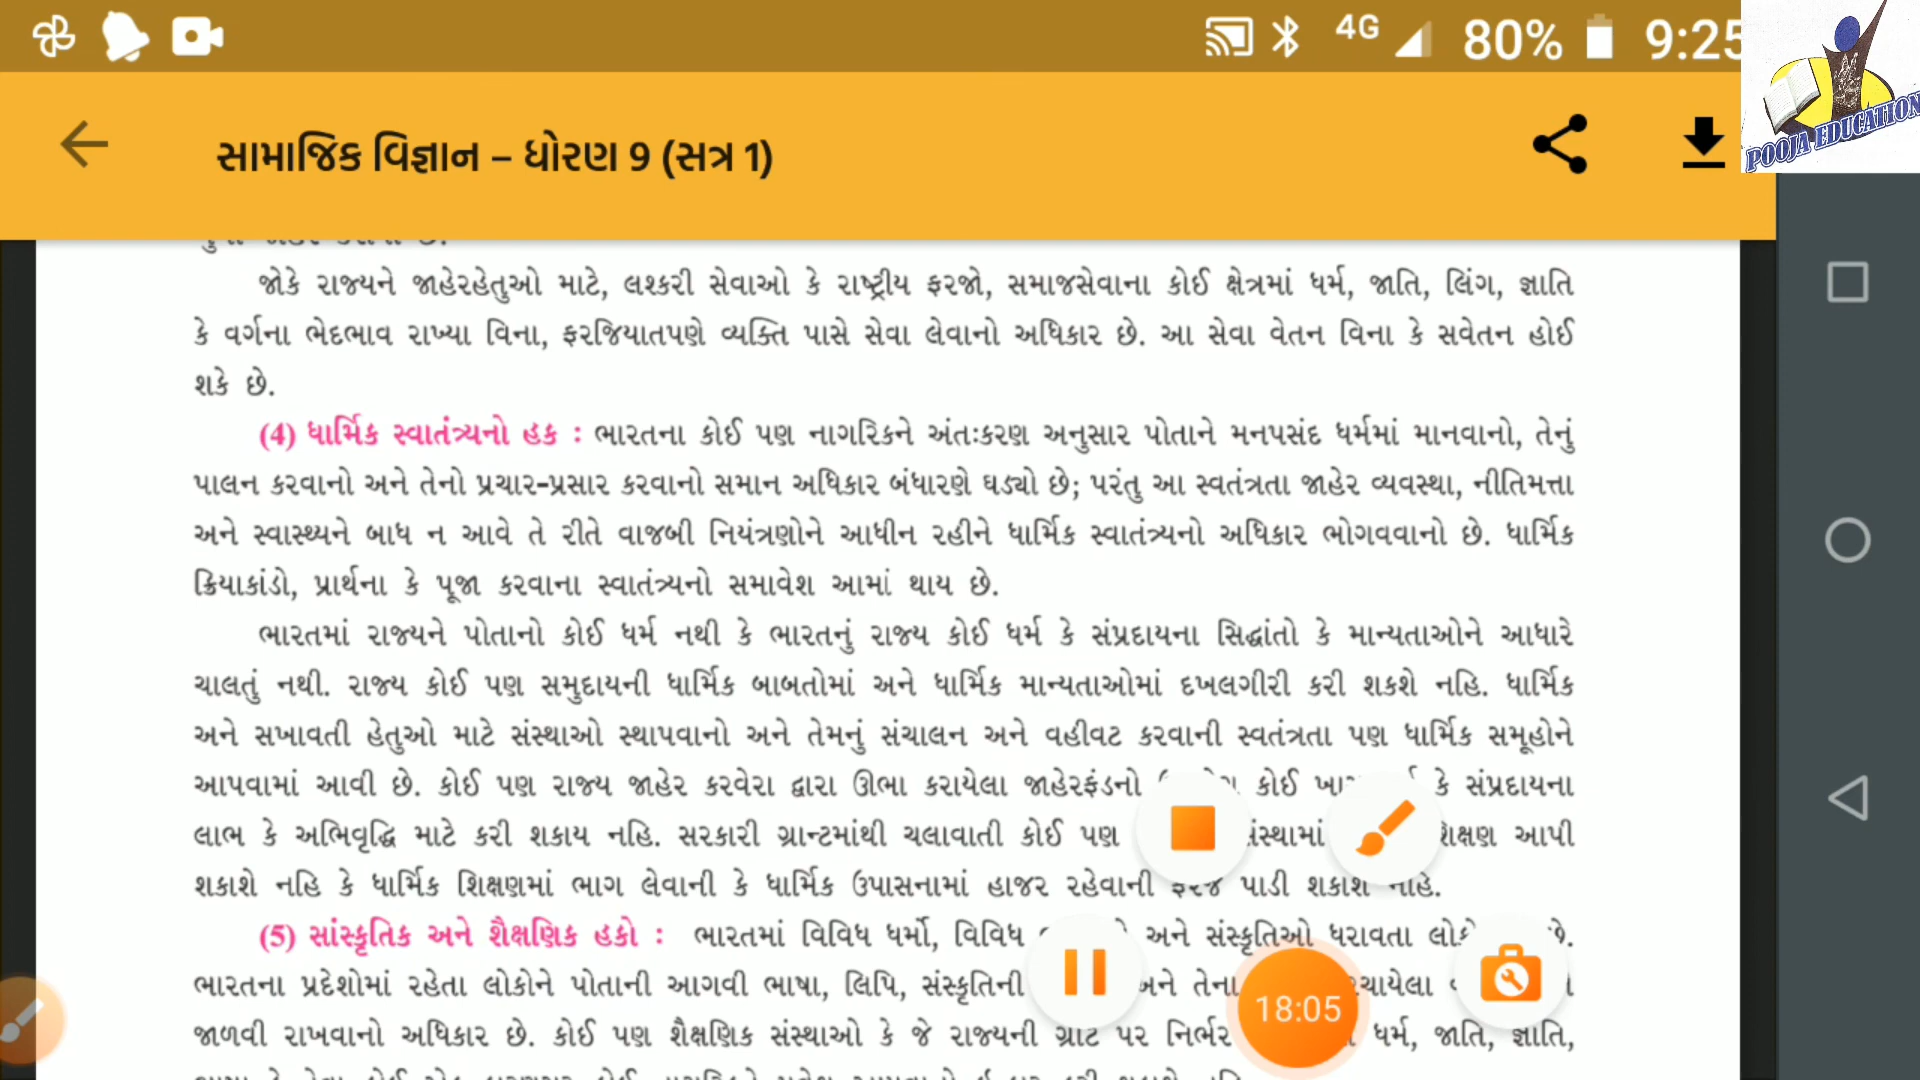 4G 80% 9:25
POOJA EDUCATION
સામાજિક વિજ્ઞાન – ધોરણ 9 (સત્ર 1)
જોકે રાજ્યને જાહેરહેતુઓ માટે, લશ્કરી સેવાઓ કે રાષ્ટ્રીય ફરજો, સમાજસેવાના કોઈ ક્ષેત્રમાં ધર્મ, જાતિ, લિંગ, જ્ઞાતિ
કે વર્ગના ભેદભાવ રાખ્યા વિના, ફરજિયાતપણે વ્યક્તિ પાસે સેવા લેવાનો અધિકાર છે. આ સેવા વેતન વિના કે સવેતન હોઈ
શકે છે.
(4) ધાર્મિક સ્વાતંત્ર્યનો હક : ભારતના કોઈ પણ નાગરિકને અંતઃકરણ અનુસાર પોતાને મનપસંદ ધર્મમાં માનવાનો, તેનું
પાલન કરવાનો અને તેનો પ્રચાર-પ્રસાર કરવાનો સમાન અધિકાર બંધારણે ઘડ્યો છે; પરંતુ આ સ્વતંત્રતા જાહેર વ્યવસ્થા, નીતિમત્તા
અને સ્વાસ્થ્યને બાધ ન આવે તે રીતે વાજબી નિયંત્રણોને આધીન રહીને ધાર્મિક સ્વાતંત્ર્યનો અધિકાર ભોગવવાનો છે. ધાર્મિક
ક્રિયાકાંડો, પ્રાર્થના કે પૂજા કરવાના સ્વાતંત્ર્યનો સમાવેશ આમાં થાય છે.
ભારતમાં રાજ્યને પોતાનો કોઈ ધર્મ નથી કે ભારતનું રાજ્ય કોઈ ધર્મ કે સંપ્રદાયના સિદ્ધાંતો કે માન્યતાઓને આધારે
ચાલતું નથી. રાજ્ય કોઈ પણ સમુદાયની ધાર્મિક બાબતોમાં અને ધાર્મિક માન્યતાઓમાં દખલગીરી કરી શકશે નહિ. ધાર્મિક
અને સખાવતી હેતુઓ માટે સંસ્થાઓ સ્થાપવાનો અને તેમનું સંચાલન અને વહીવટ કરવાની સ્વતંત્રતા પણ ધાર્મિક સમૂહોને
આપવામાં આવી છે. કોઈ પણ રાજ્ય જાહેર કરવેરા દ્વારા ઊભા કરાયેલા જાહેરફંડનો કોઈ કે સંપ્રદાયના
લાભ કે અભિવૃદ્ધિ માટે કરી શકાય નહિ. સરકારી ગ્રાન્ટમાંથી ચલાવાતી કોઈ પણ આપી
શકાશે નહિ કે ધાર્મિક શિક્ષણમાં ભાગ લેવાની કે ધાર્મિક ઉપાસનામાં હાજર રહેવાની ફરજ પાડી શકાશે નહિ.
(5) સાંસ્કૃતિક અને શૈક્ષણિક હકો : ભારતમાં વિવિધ ધર્મો, વિવિધ અને સંસ્કૃતિઓ ધરાવતા છે.
ભારતના પ્રદેશોમાં રહેતા લોકોને પોતાની આગવી ભાષા, લિપિ, સંસ્કૃતિની અને તેના
18:05
જાળવી રાખવાનો અધિકાર છે. કોઈ પણ શૈક્ષણિક સંસ્થાઓ કે જે રાજ્યની ગ્રાંટ પર નિર્ભર ધર્મ, જાતિ, જ્ઞાતિ,